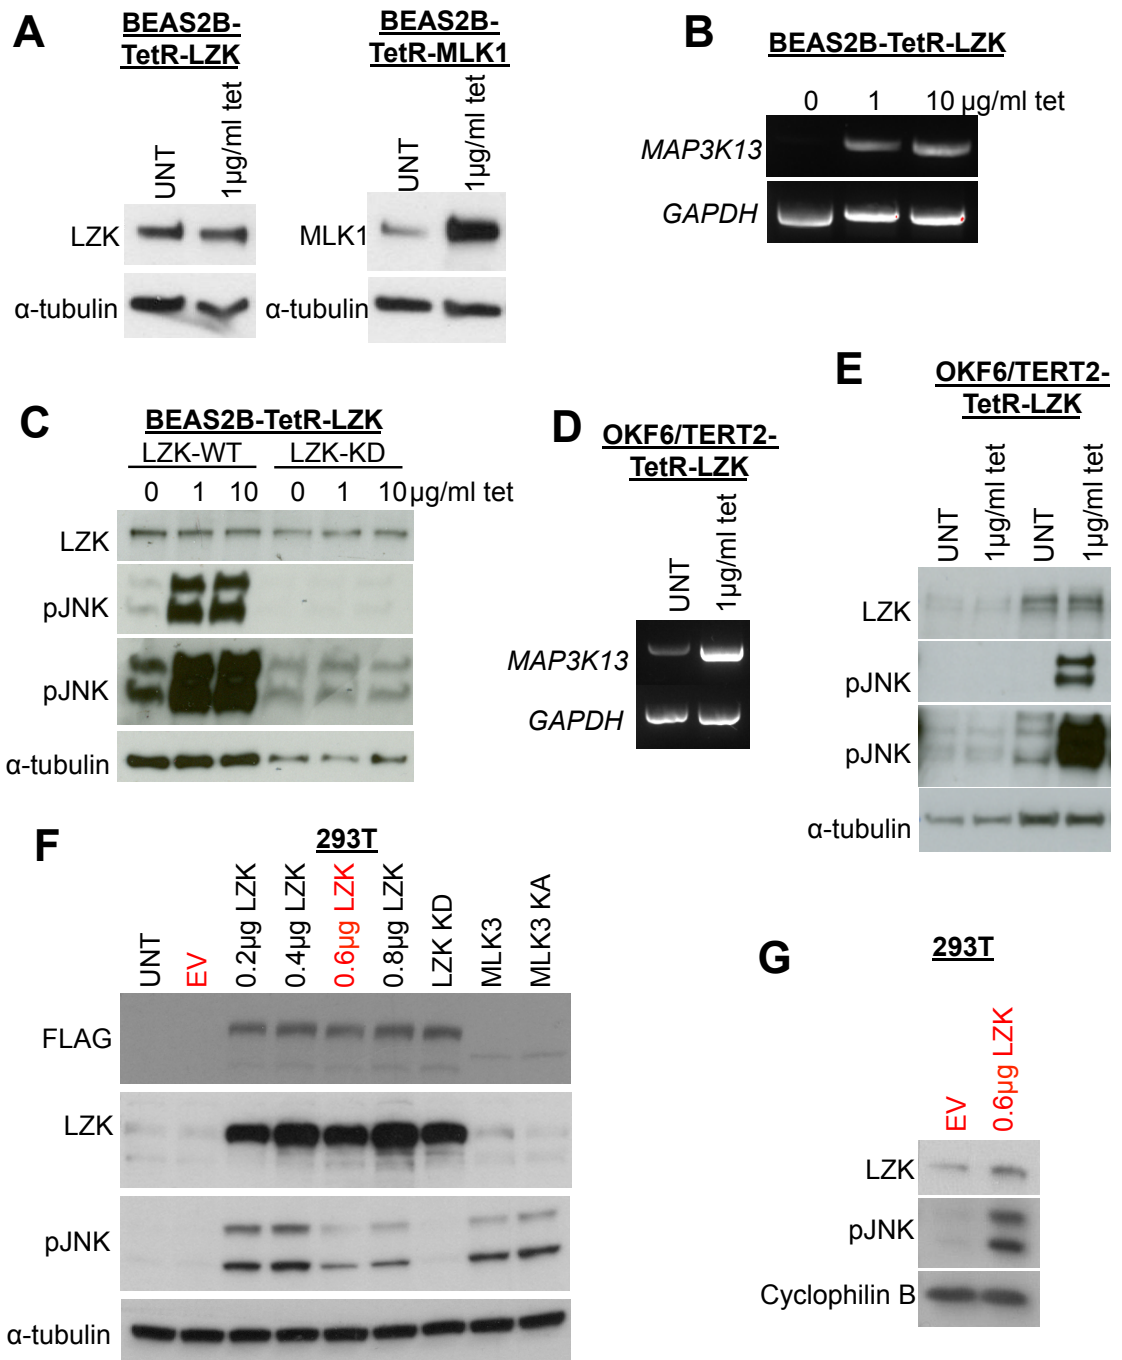 A
BEAS2B-
TetR-LZK
UNT
1µg/ml tet
LZK
α-tubulin
BEAS2B-
TetR-MLK1
UNT
1µg/ml tet
MLK1
α-tubulin
B
BEAS2B-TetR-LZK
0 1 10 µg/ml tet
MAP3K13
GAPDH
C
BEAS2B-TetR-LZK
LZK-WT LZK-KD
0 1 10 0 1 10 µg/ml tet
LZK
pJNK
pJNK
α-tubulin
D
OKF6/TERT2-
TetR-LZK
UNT
1µg/ml tet
MAP3K13
GAPDH
E
OKF6/TERT2-
TetR-LZK
UNT
1µg/ml tet
UNT
1µg/ml tet
LZK
pJNK
pJNK
α-tubulin
F
293T
UNT
EV
0.2µg LZK
0.4µg LZK
0.6µg LZK
0.8µg LZK
LZK KD
MLK3
MLK3 KA
FLAG
LZK
pJNK
α-tubulin
G
293T
EV
0.6µg LZK
LZK
pJNK
Cyclophilin B